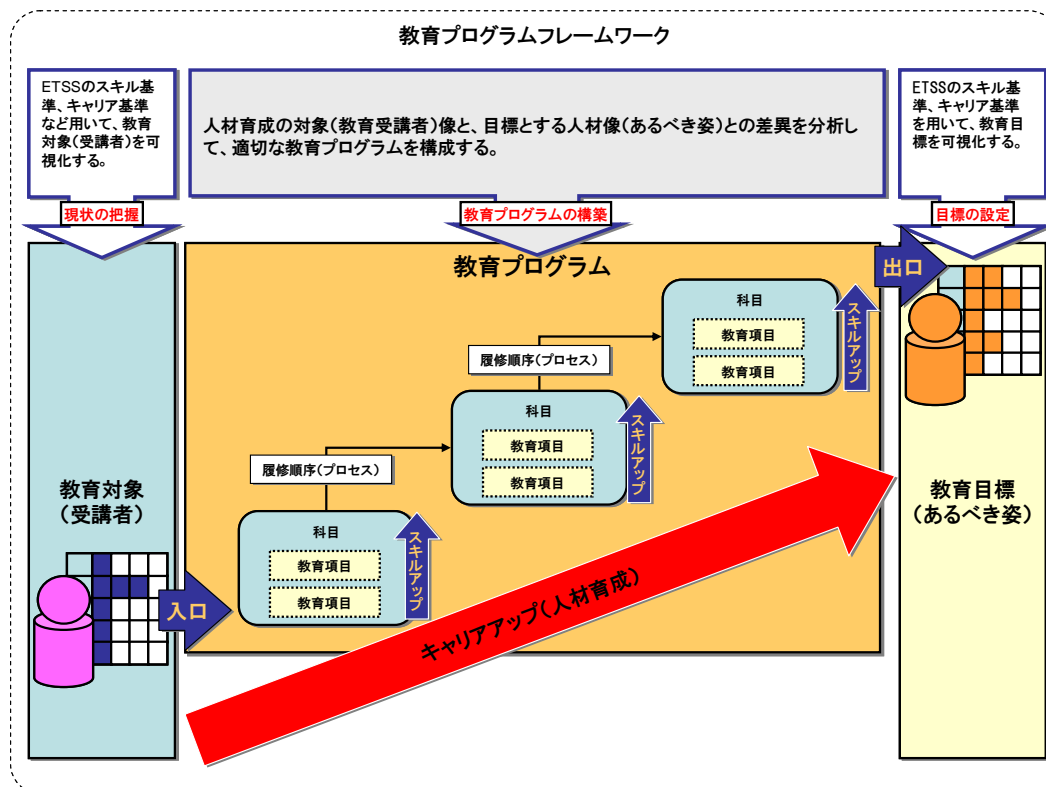 教育プログラムフレームワーク
ETSSのスキル基
準、キャリア基準
など用いて、教育
対象(受講者)を可
視化する。
人材育成の対象(教育受講者)像と、目標とする人材像(あるべき姿)との差異を分析し
て、適切な教育プログラムを構成する。
ETSSのスキル基
準、キャリア基準
を用いて、教育目
標を可視化する。
現状の把握
教育プログラムの構築
目標の設定
教育プログラム
出口
科目
教育項目
教育項目
スキルアップ
履修順序(プロセス)
科目
教育項目
教育項目
スキルアップ
履修順序(プロセス)
科目
教育項目
教育項目
スキルアップ
教育対象
(受講者)
入口
キャリアアップ(人材育成)
教育目標
(あるべき姿)